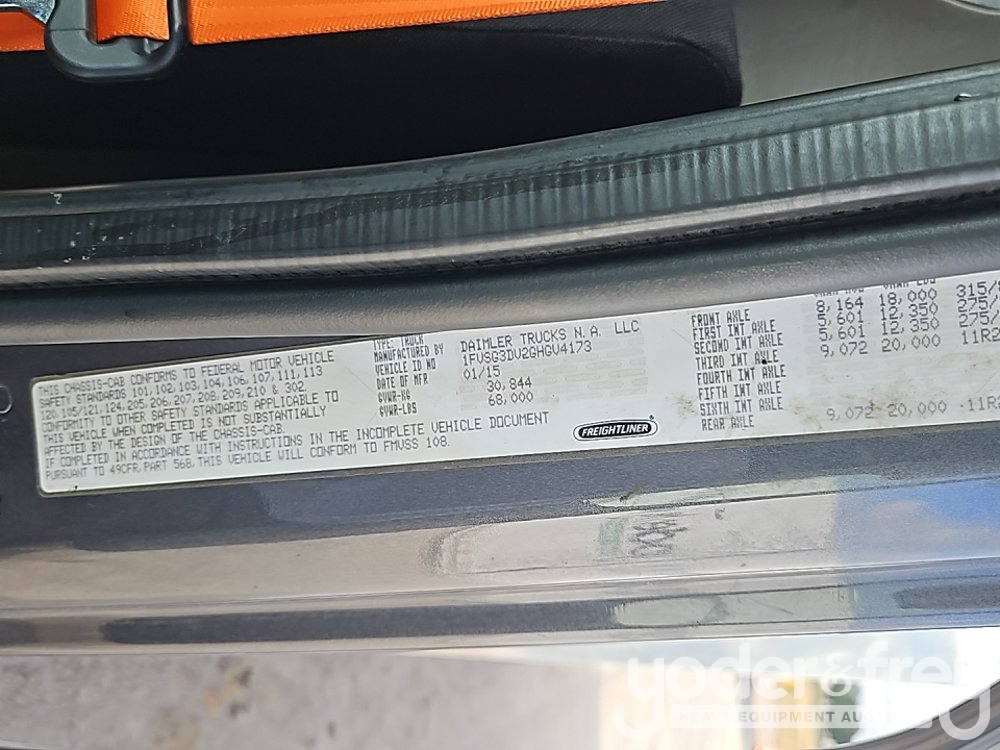 THIS CHASSIS-CAB CONFORMS TO FEDERAL MOTOR VEHICLE
SAFETY STANDARDS 101, 102, 103, 104, 106, 107, 111, 113
120, 105/121, 124, 205, 206, 207, 208, 209, 210 & 302
CONFORMITY TO OTHER SAFETY STANDARDS APPLICABLE TO
THIS VEHICLE WHEN COMPLETED IS NOT SUBSTANTIALLY
AFFECTED BY THE DESIGN OF THE CHASSIS-CAB.
IF COMPLETED IN ACCORDANCE WITH INSTRUCTIONS IN THE INCOMPLETE VEHICLE DOCUMENT
PURSUANT TO 49CFR, PART 568, THIS VEHICLE WILL CONFORM TO FMVSS 108.
TYPE: TRUCK
MANUFACTURED BY DAIMLER TRUCKS N.A. LLC
VEHICLE ID NO 1FVSG3DV2GHGV4173
DATE OF MFR 01/15
GVWR-KG 30,844
GVWR-LBS 68,000
FREIGHTLINER
FRONT AXLE 8,164 18,000 315/8
FIRST INT AXLE 5,601 12,350 275/
SECOND INT AXLE 5,601 12,350 275/
THIRD INT AXLE 9,072 20,000 11R2
FOURTH INT AXLE
FIFTH INT AXLE
SIXTH INT AXLE
REAR AXLE 9,072 20,000 11R2
yoder&frey
HEAVY EQUIPMENT AUC